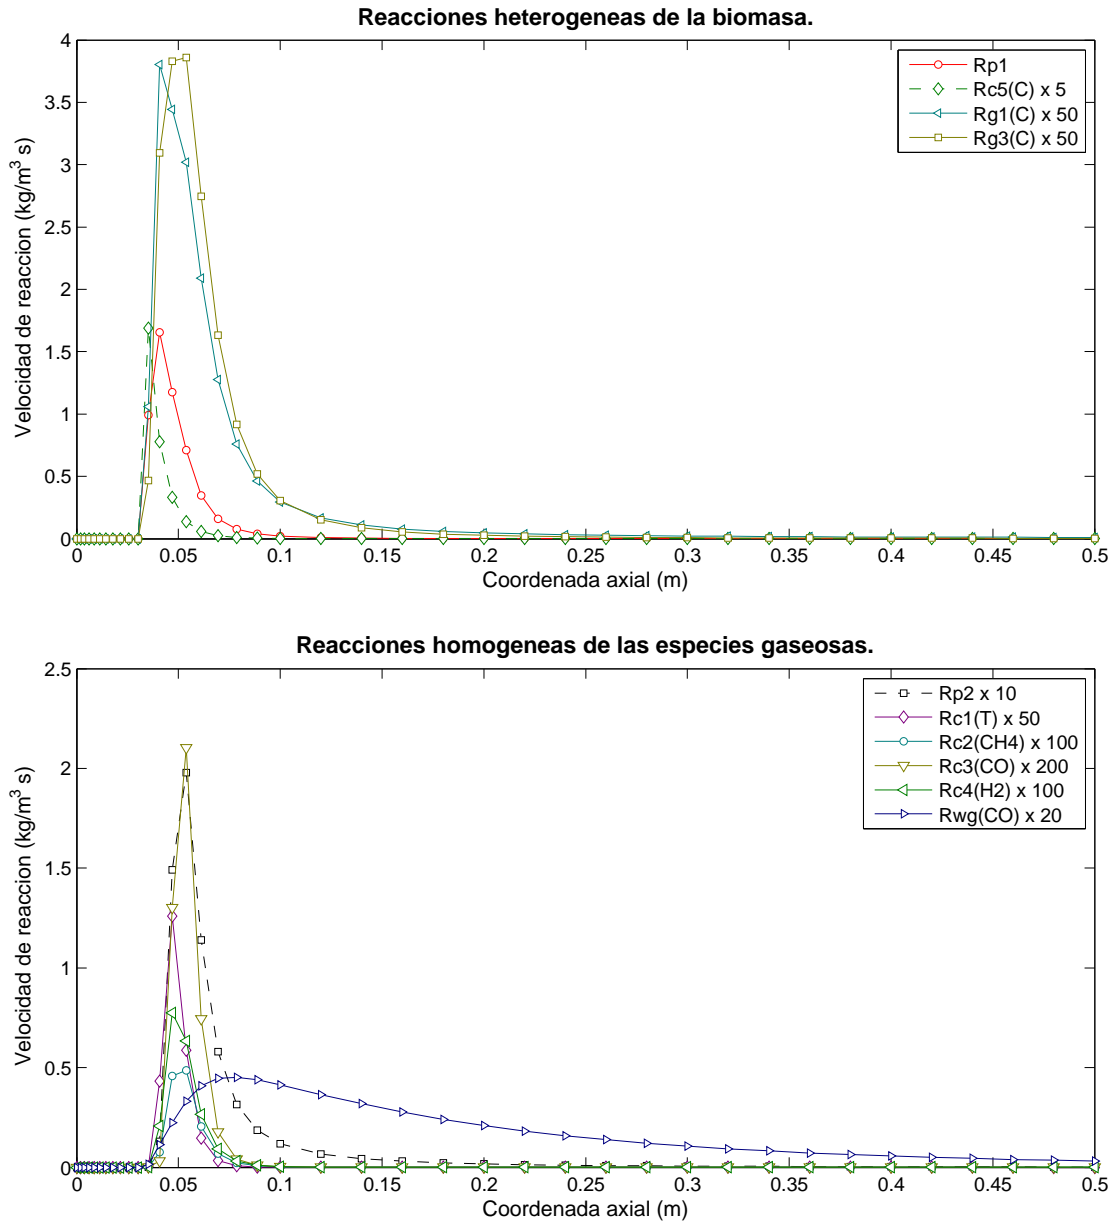 Reacciones heterogeneas de la biomasa.
4
3.5
3
2.5
2
1.5
1
0.5
0
Velocidad de reaccion (kg/m³ s)
Rp1
Rc5(C) x 5
Rg1(C) x 50
Rg3(C) x 50
0 0.05 0.1 0.15 0.2 0.25 0.3 0.35 0.4 0.45 0.5
Coordenada axial (m)
Reacciones homogeneas de las especies gaseosas.
2.5
2
1.5
1
0.5
0
Velocidad de reaccion (kg/m³ s)
Rp2 x 10
Rc1(T) x 50
Rc2(CH4) x 100
Rc3(CO) x 200
Rc4(H2) x 100
Rwg(CO) x 20
0 0.05 0.1 0.15 0.2 0.25 0.3 0.35 0.4 0.45 0.5
Coordenada axial (m)